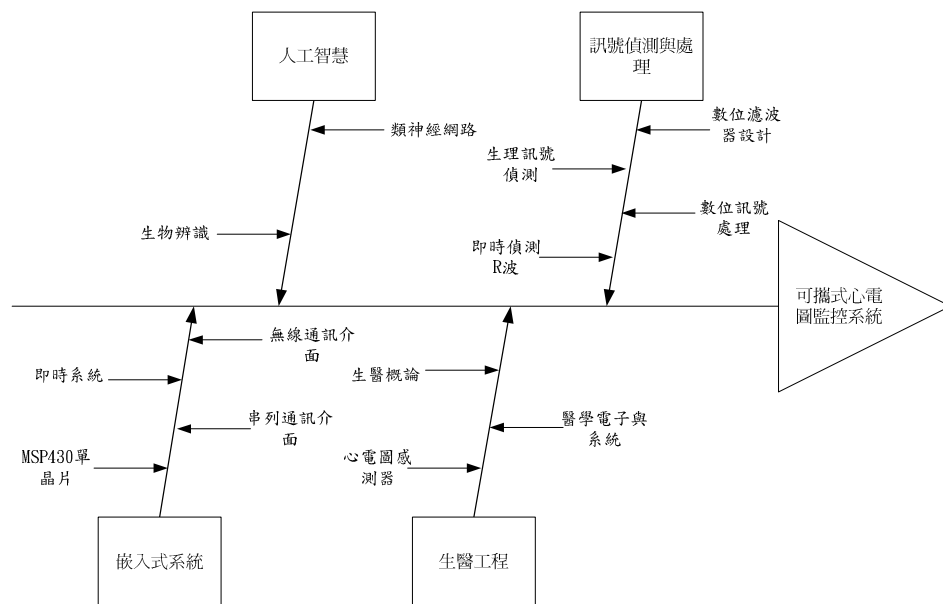 人工智慧
訊號偵測與處
理
類神經網路
數位濾波
器設計
生理訊號
偵測
生物辨識
數位訊號
處理
即時偵測
R波
可攜式心電
圖監控系統
無線通訊介
面
即時系統
生醫概論
串列通訊介
面
醫學電子與
系統
MSP430單
晶片
心電圖感
測器
嵌入式系統
生醫工程